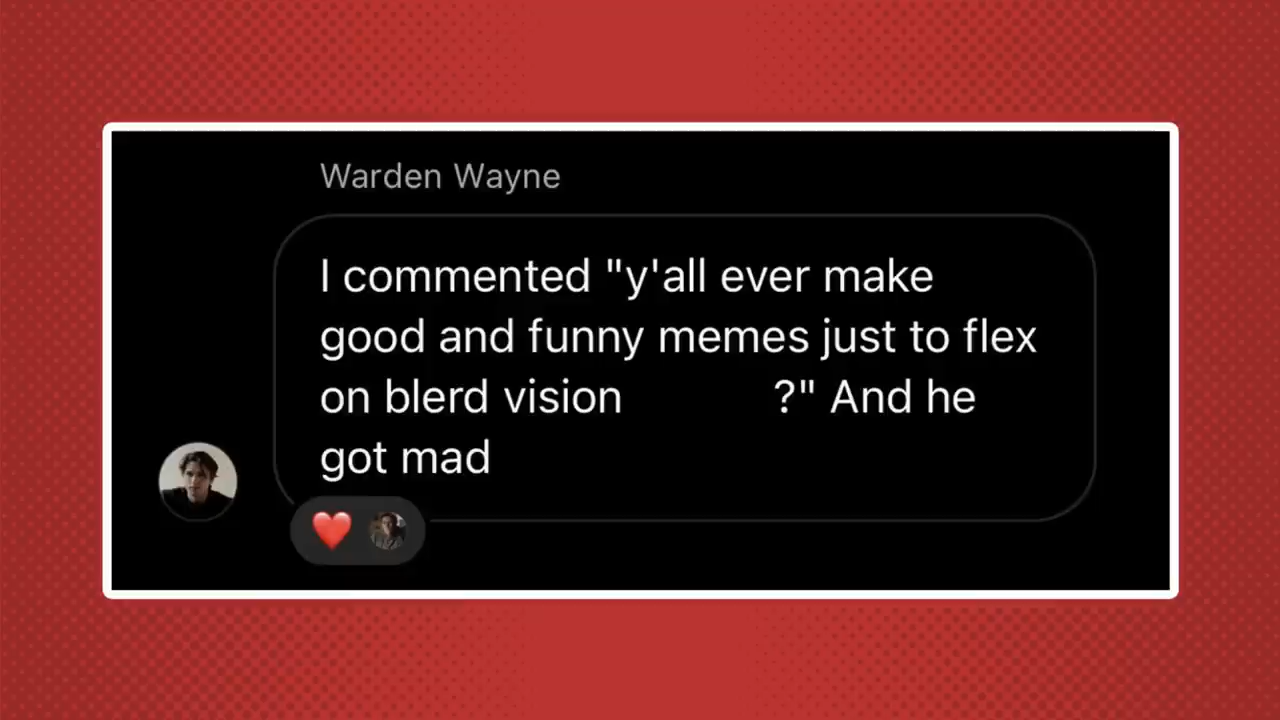 Warden Wayne
I commented "y'all ever make
good and funny memes just to flex
on blerd vision ?" And he
got mad